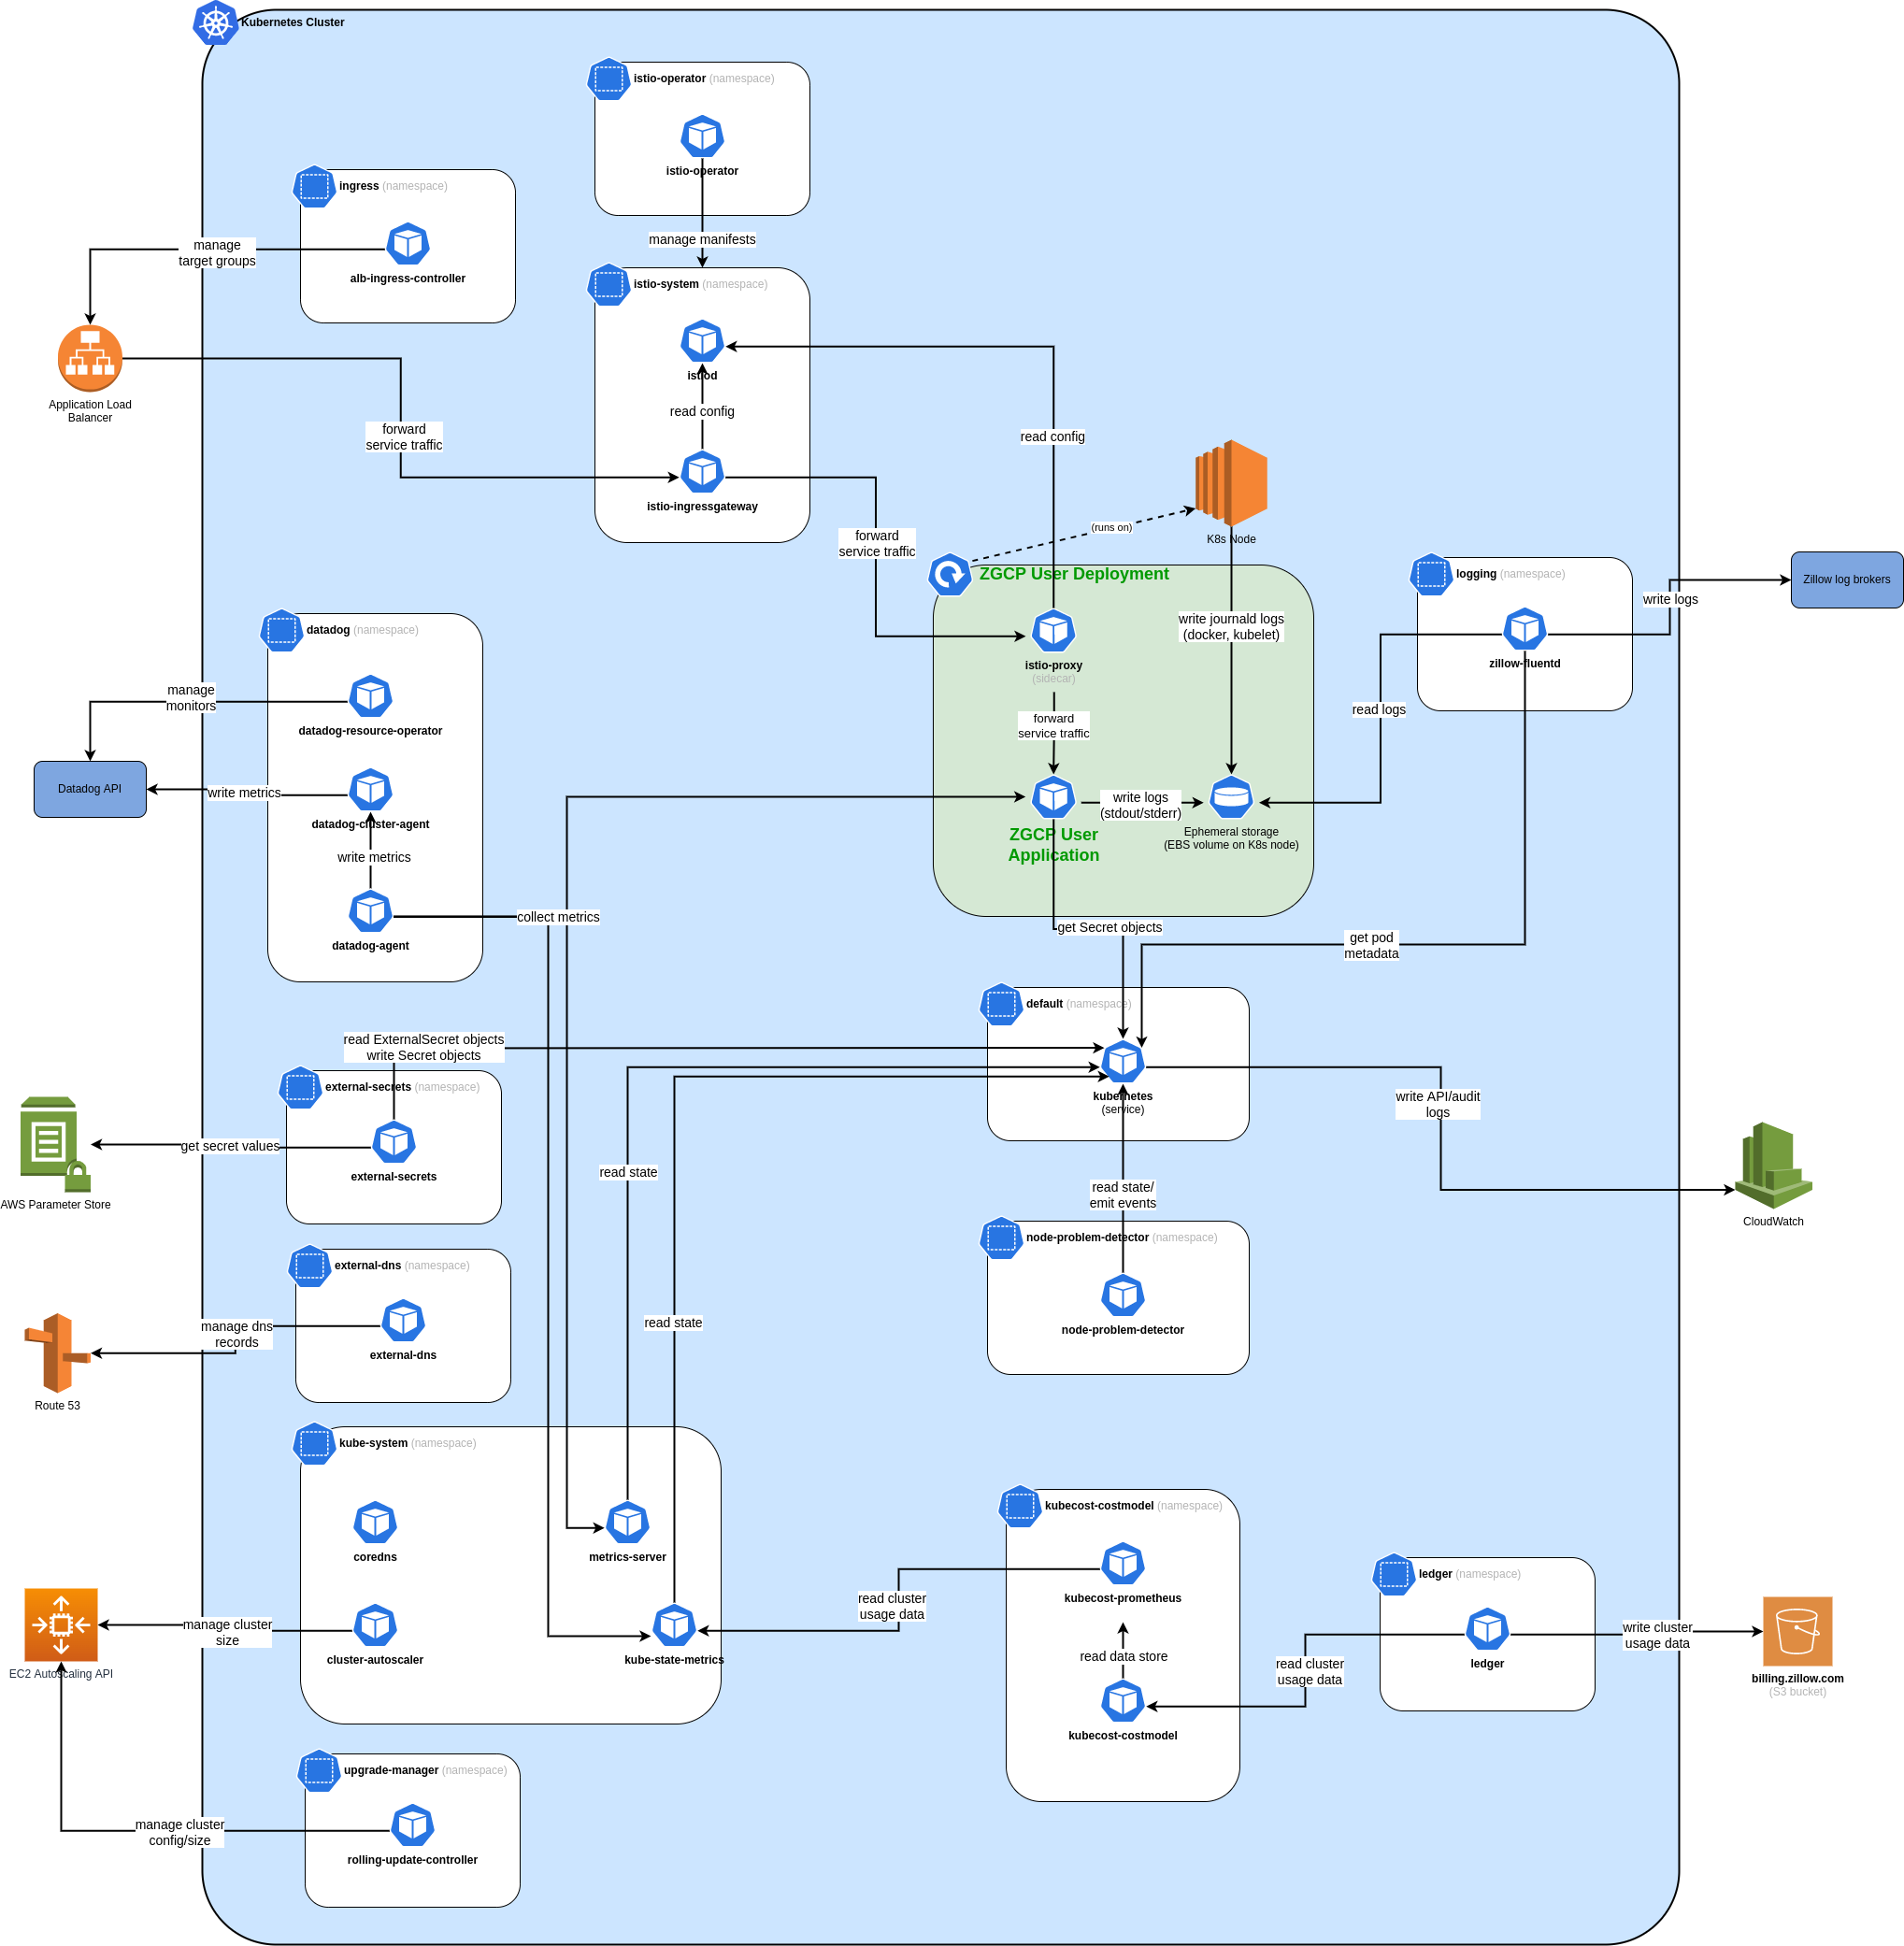 Kubernetes Cluster
istio-operator (namespace)
istio-operator
ingress (namespace)
alb-ingress-controller
manage
target groups
manage manifests
istio-system (namespace)
istiod
read config
istio-ingressgateway
Application Load
Balancer
forward
service traffic
read config
forward
service traffic
K8s Node
(runs on)
ZGCP User Deployment
istio-proxy
(sidecar)
forward
service traffic
write journald logs
(docker, kubelet)
ZGCP User
Application
write logs
(stdout/stderr)
Ephemeral storage
(EBS volume on K8s node)
logging (namespace)
zillow-fluentd
write logs
Zillow log brokers
read logs
get pod
metadata
get Secret objects
datadog (namespace)
datadog-resource-operator
manage
monitors
Datadog API
write metrics
datadog-cluster-agent
write metrics
datadog-agent
collect metrics
default (namespace)
kubernetes
(service)
write API/audit
logs
CloudWatch
read ExternalSecret objects
write Secret objects
external-secrets (namespace)
external-secrets
get secret values
AWS Parameter Store
read state
read state/
emit events
node-problem-detector (namespace)
node-problem-detector
external-dns (namespace)
external-dns
manage dns
records
Route 53
read state
kube-system (namespace)
coredns
metrics-server
cluster-autoscaler
kube-state-metrics
manage cluster
size
EC2 Autoscaling API
kubecost-costmodel (namespace)
kubecost-prometheus
read cluster
usage data
read data store
kubecost-costmodel
ledger (namespace)
ledger
read cluster
usage data
write cluster
usage data
billing.zillow.com
(S3 bucket)
upgrade-manager (namespace)
rolling-update-controller
manage cluster
config/size